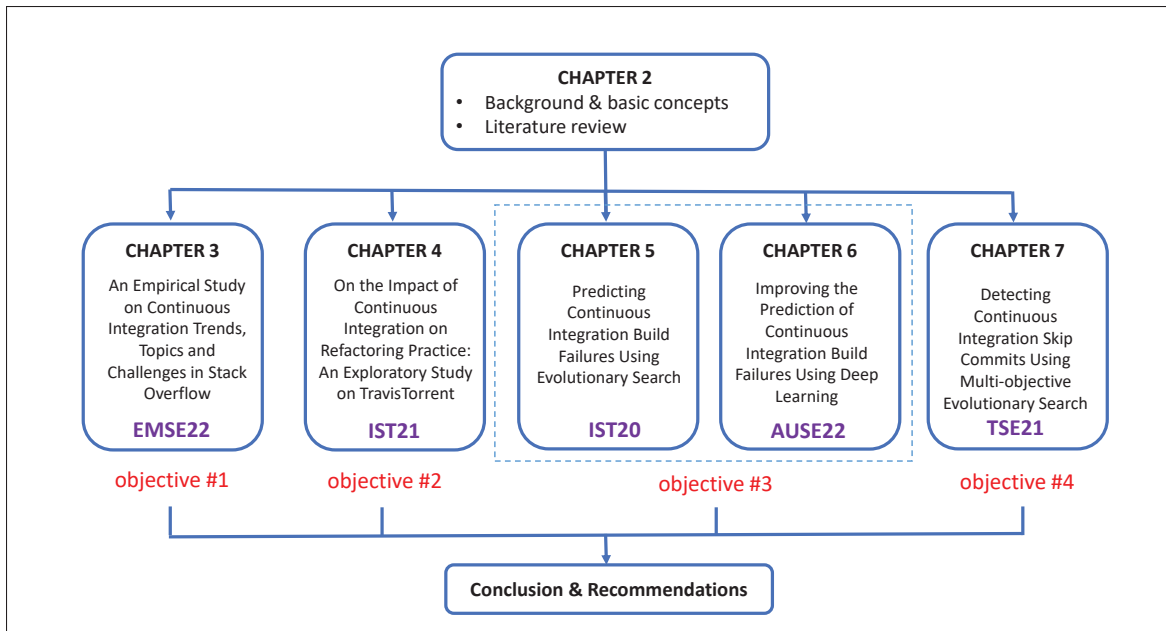 CHAPTER 2
• Background & basic concepts
• Literature review
CHAPTER 3
An Empirical Study
on Continuous
Integration Trends,
Topics and
Challenges in Stack
Overflow
EMSE22
objective #1
CHAPTER 4
On the Impact of
Continuous
Integration on
Refactoring Practice:
An Exploratory Study
on TravisTorrent
IST21
objective #2
CHAPTER 5
Predicting
Continuous
Integration Build
Failures Using
Evolutionary Search
IST20
CHAPTER 6
Improving the
Prediction of
Continuous
Integration Build
Failures Using Deep
Learning
AUSE22
objective #3
CHAPTER 7
Detecting
Continuous
Integration Skip
Commits Using
Multi-objective
Evolutionary Search
TSE21
objective #4
Conclusion & Recommendations